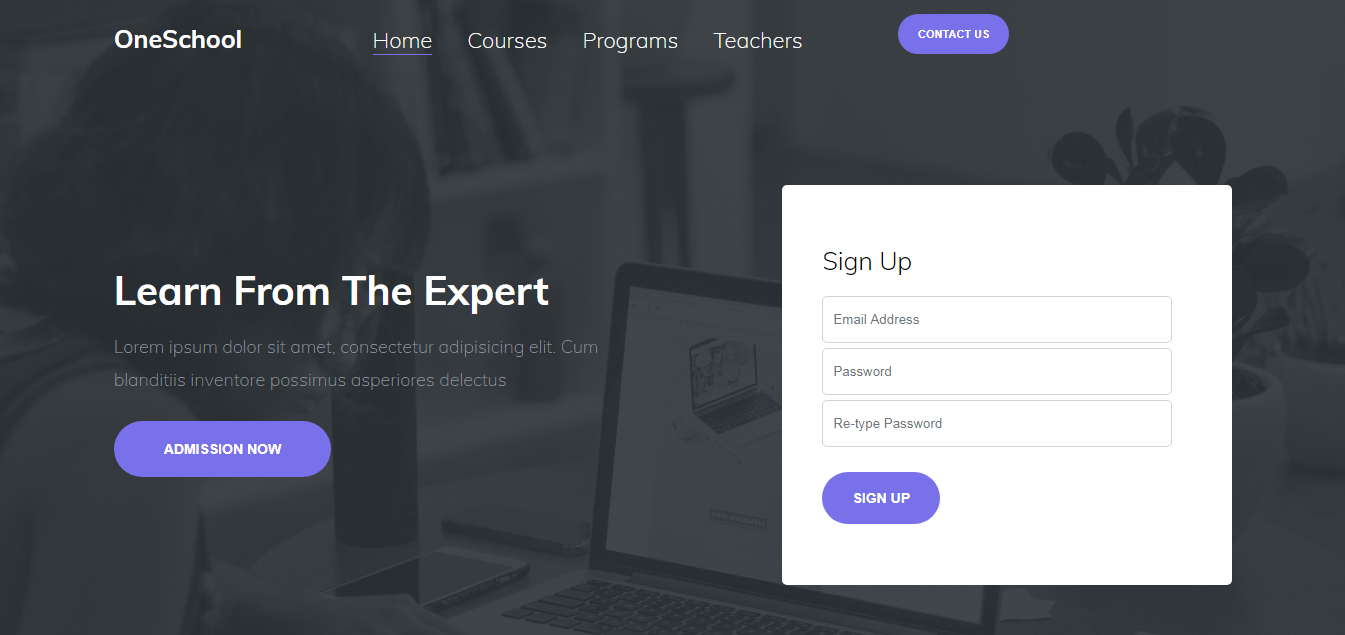 OneSchool
Home Courses Programs Teachers
CONTACT US
Learn From The Expert
Lorem ipsum dolor sit amet, consectetur adipisicing elit. Cum
blanditiis inventore possimus asperiores delectus
ADMISSION NOW
Sign Up
Email Address
Password
Re-type Password
SIGN UP